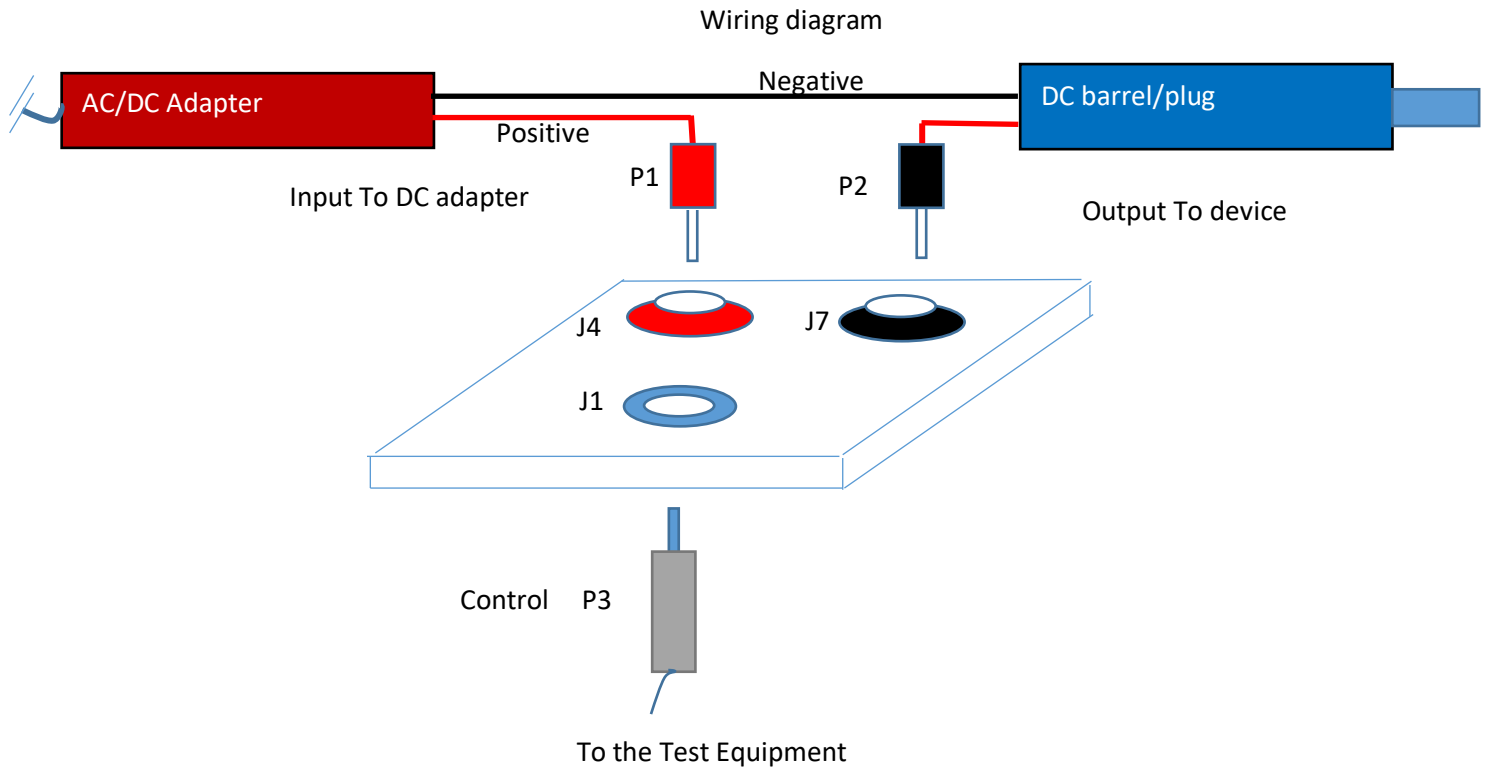 Wiring diagram
Negative
AC/DC Adapter
DC barrel/plug
Positive
P1
P2
Input To DC adapter
Output To device
J4
J7
J1
Control P3
To the Test Equipment